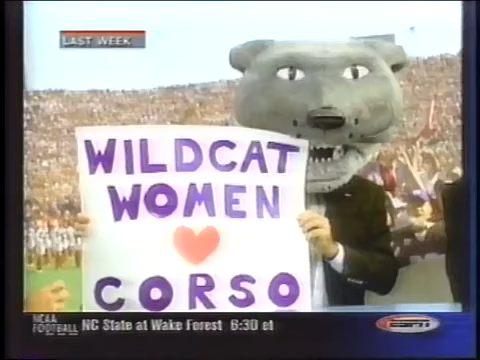 LAST WEEK
WILDCAT
WOMEN
CORSO
NCAA
FOOTBALL
NC State at Wake Forest 6:30 et
ESPN